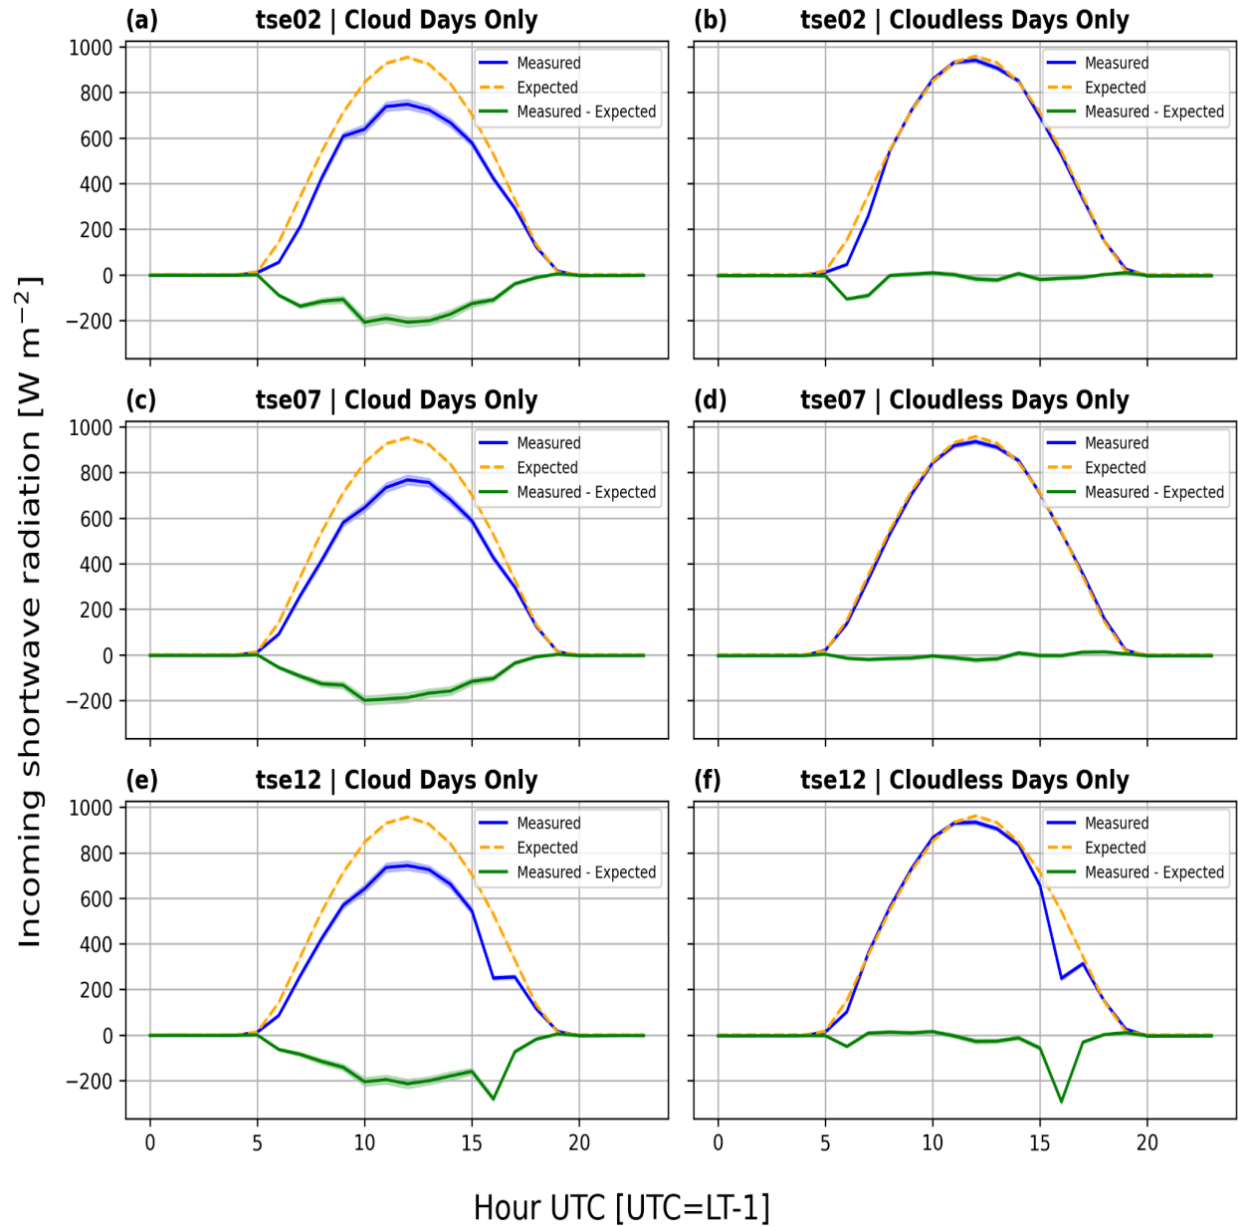 (a) tse02 | Cloud Days Only
(b) tse02 | Cloudless Days Only
1000
800
600
400
200
0
−200
Measured
Expected
Measured - Expected
Measured
Expected
Measured - Expected
(c) tse07 | Cloud Days Only
(d) tse07 | Cloudless Days Only
1000
800
600
400
200
0
−200
Measured
Expected
Measured - Expected
Measured
Expected
Measured - Expected
(e) tse12 | Cloud Days Only
(f) tse12 | Cloudless Days Only
1000
800
600
400
200
0
−200
Measured
Expected
Measured - Expected
Measured
Expected
Measured - Expected
0 5 10 15 20
0 5 10 15 20
Incoming shortwave radiation [W m⁻²]
Hour UTC [UTC=LT-1]